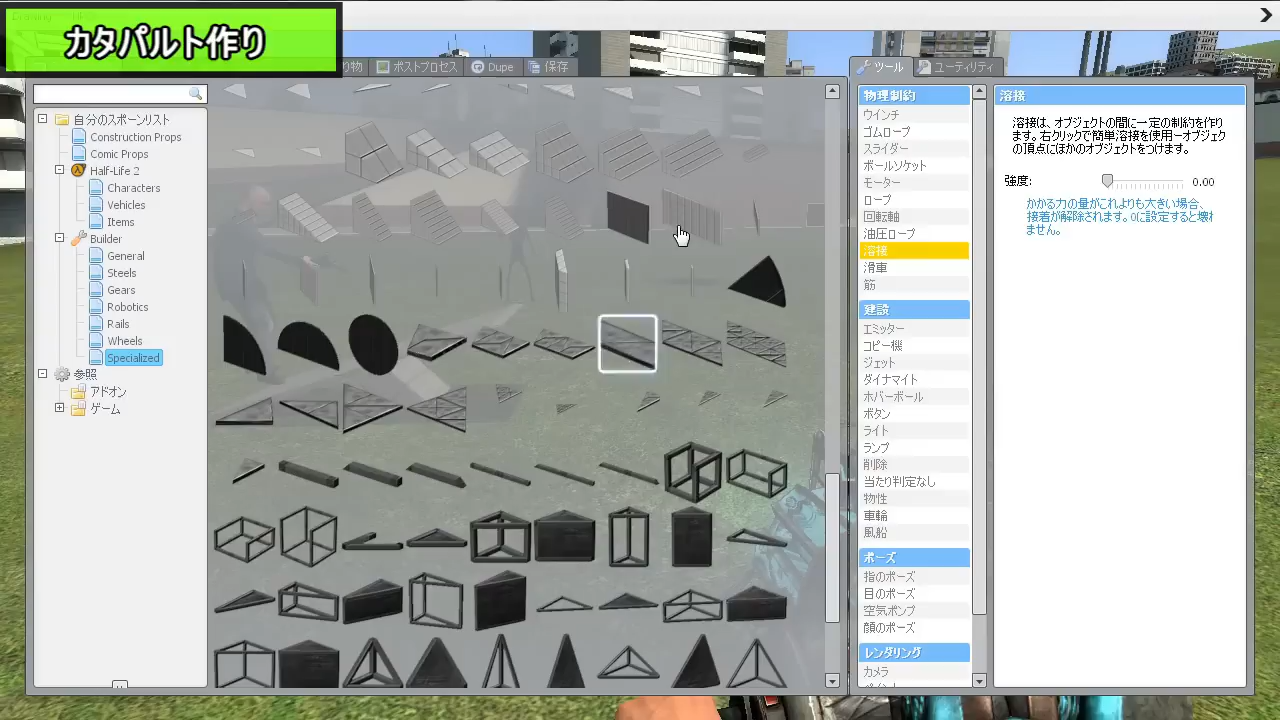 カタパルト作り
り物
ポストプロセス
Dupe
保存
ツール
ユーティリティ
自分のスポーンリスト
Construction Props
Comic Props
Half-Life 2
Characters
Vehicles
Items
Builder
General
Steels
Gears
Robotics
Rails
Wheels
Specialized
参照
アドオン
ゲーム
物理制約
ウインチ
ゴムロープ
スライダー
ボールソケット
モーター
ロープ
回転軸
油圧ロープ
溶接
滑車
筋
建設
エミッター
コピー機
ジェット
ダイナマイト
ホバーボール
ボタン
ライト
ランプ
削除
当たり判定なし
物性
車輪
風船
ポーズ
指のポーズ
目のポーズ
空気ポンプ
顔のポーズ
レンダリング
カメラ
溶接
溶接は、オブジェクトの間に一定の制約を作り
ます。右クリックで簡単溶接を使用-オブジェク
の頂点にほかのオブジェクトをつけます。
強度:
0.00
かかる力の量がこれよりも大きい場合、
接着が解除されます。0に設定すると壊れ
ません。